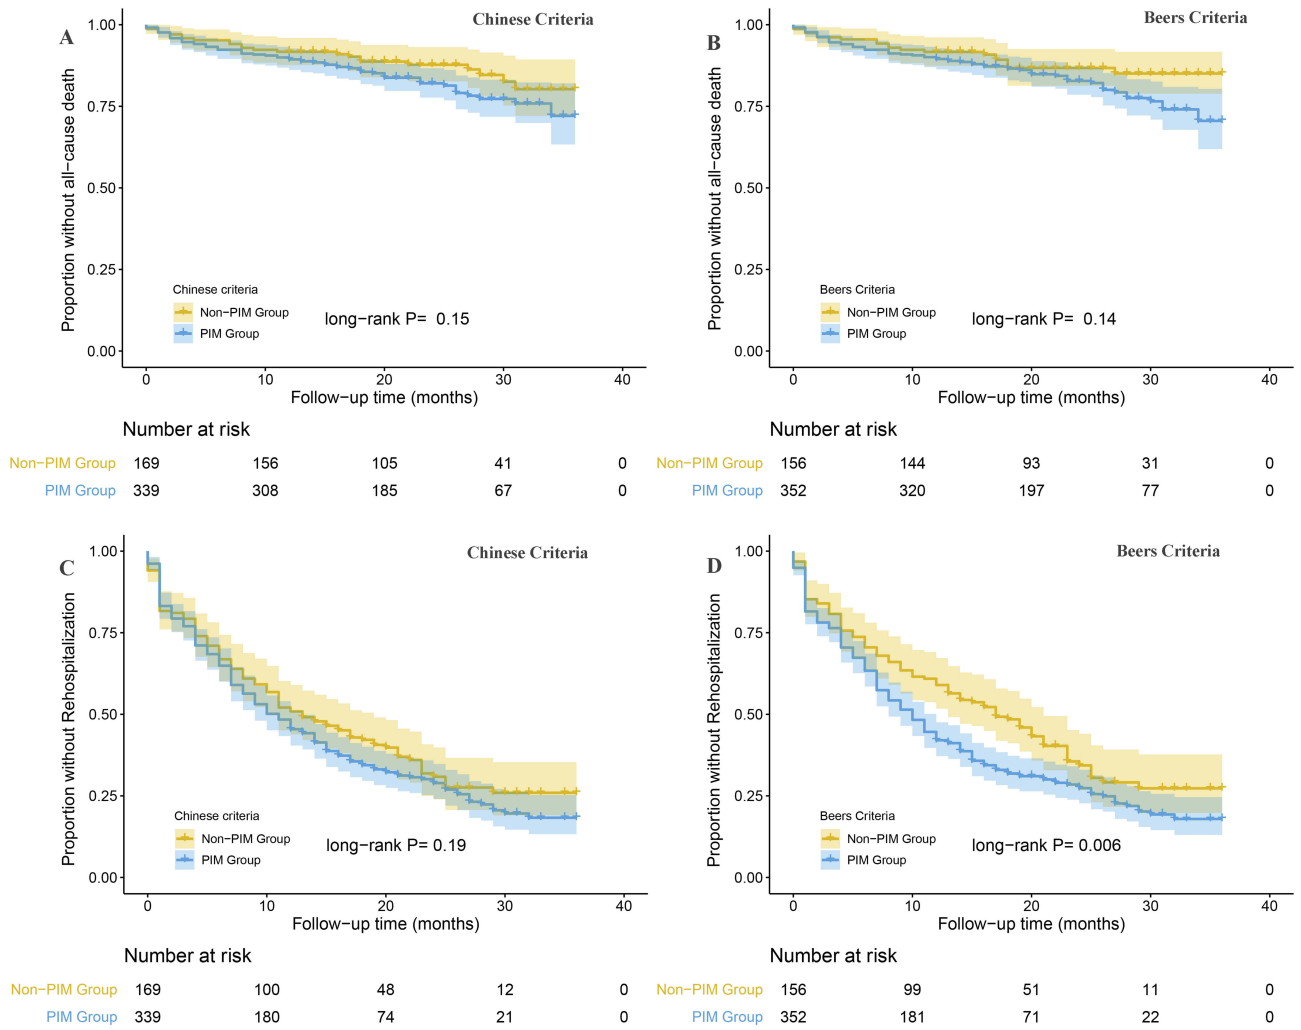 A
Chinese Criteria
Proportion without all−cause death
1.00
0.75
0.50
0.25
0.00
Chinese criteria
Non−PIM Group
PIM Group
long−rank P= 0.15
0 10 20 30 40
Follow−up time (months)
Number at risk
Non−PIM Group 169 156 105 41 0
PIM Group 339 308 185 67 0
B
Beers Criteria
Proportion without all−cause death
1.00
0.75
0.50
0.25
0.00
Beers Criteria
Non−PIM Group
PIM Group
long−rank P= 0.14
0 10 20 30 40
Follow−up time (months)
Number at risk
Non−PIM Group 156 144 93 31 0
PIM Group 352 320 197 77 0
C
Chinese Criteria
Proportion without Rehospitalization
1.00
0.75
0.50
0.25
0.00
Chinese criteria
Non−PIM Group
PIM Group
long−rank P= 0.19
0 10 20 30 40
Follow−up time (months)
Number at risk
Non−PIM Group 169 100 48 12 0
PIM Group 339 180 74 21 0
D
Beers Criteria
Proportion without Rehospitalization
1.00
0.75
0.50
0.25
0.00
Beers Criteria
Non−PIM Group
PIM Group
long−rank P= 0.006
0 10 20 30 40
Follow−up time (months)
Number at risk
Non−PIM Group 156 99 51 11 0
PIM Group 352 181 71 22 0